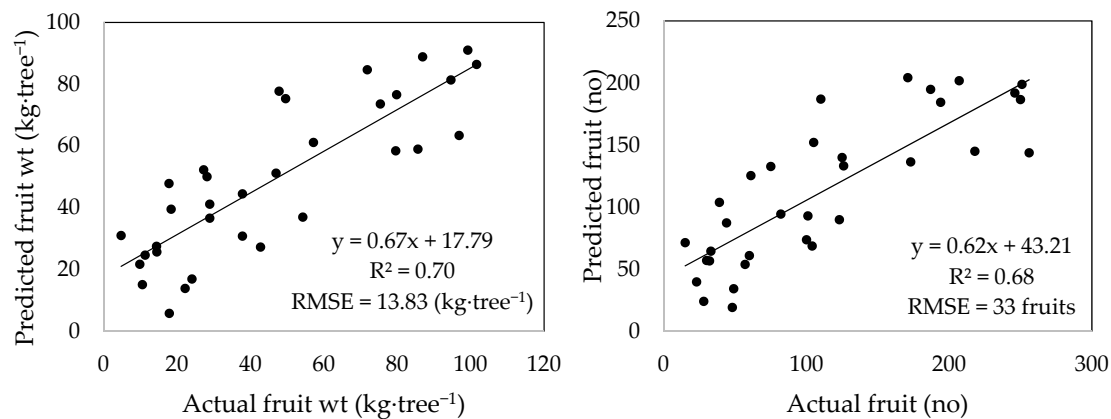 Predicted fruit wt (kg·tree⁻¹)
100
80
60
40
20
0
y = 0.67x + 17.79
R² = 0.70
RMSE = 13.83 (kg·tree⁻¹)
0 20 40 60 80 100 120
Actual fruit wt (kg·tree⁻¹)
Predicted fruit (no)
250
200
150
100
50
0
y = 0.62x + 43.21
R² = 0.68
RMSE = 33 fruits
0 100 200 300
Actual fruit (no)